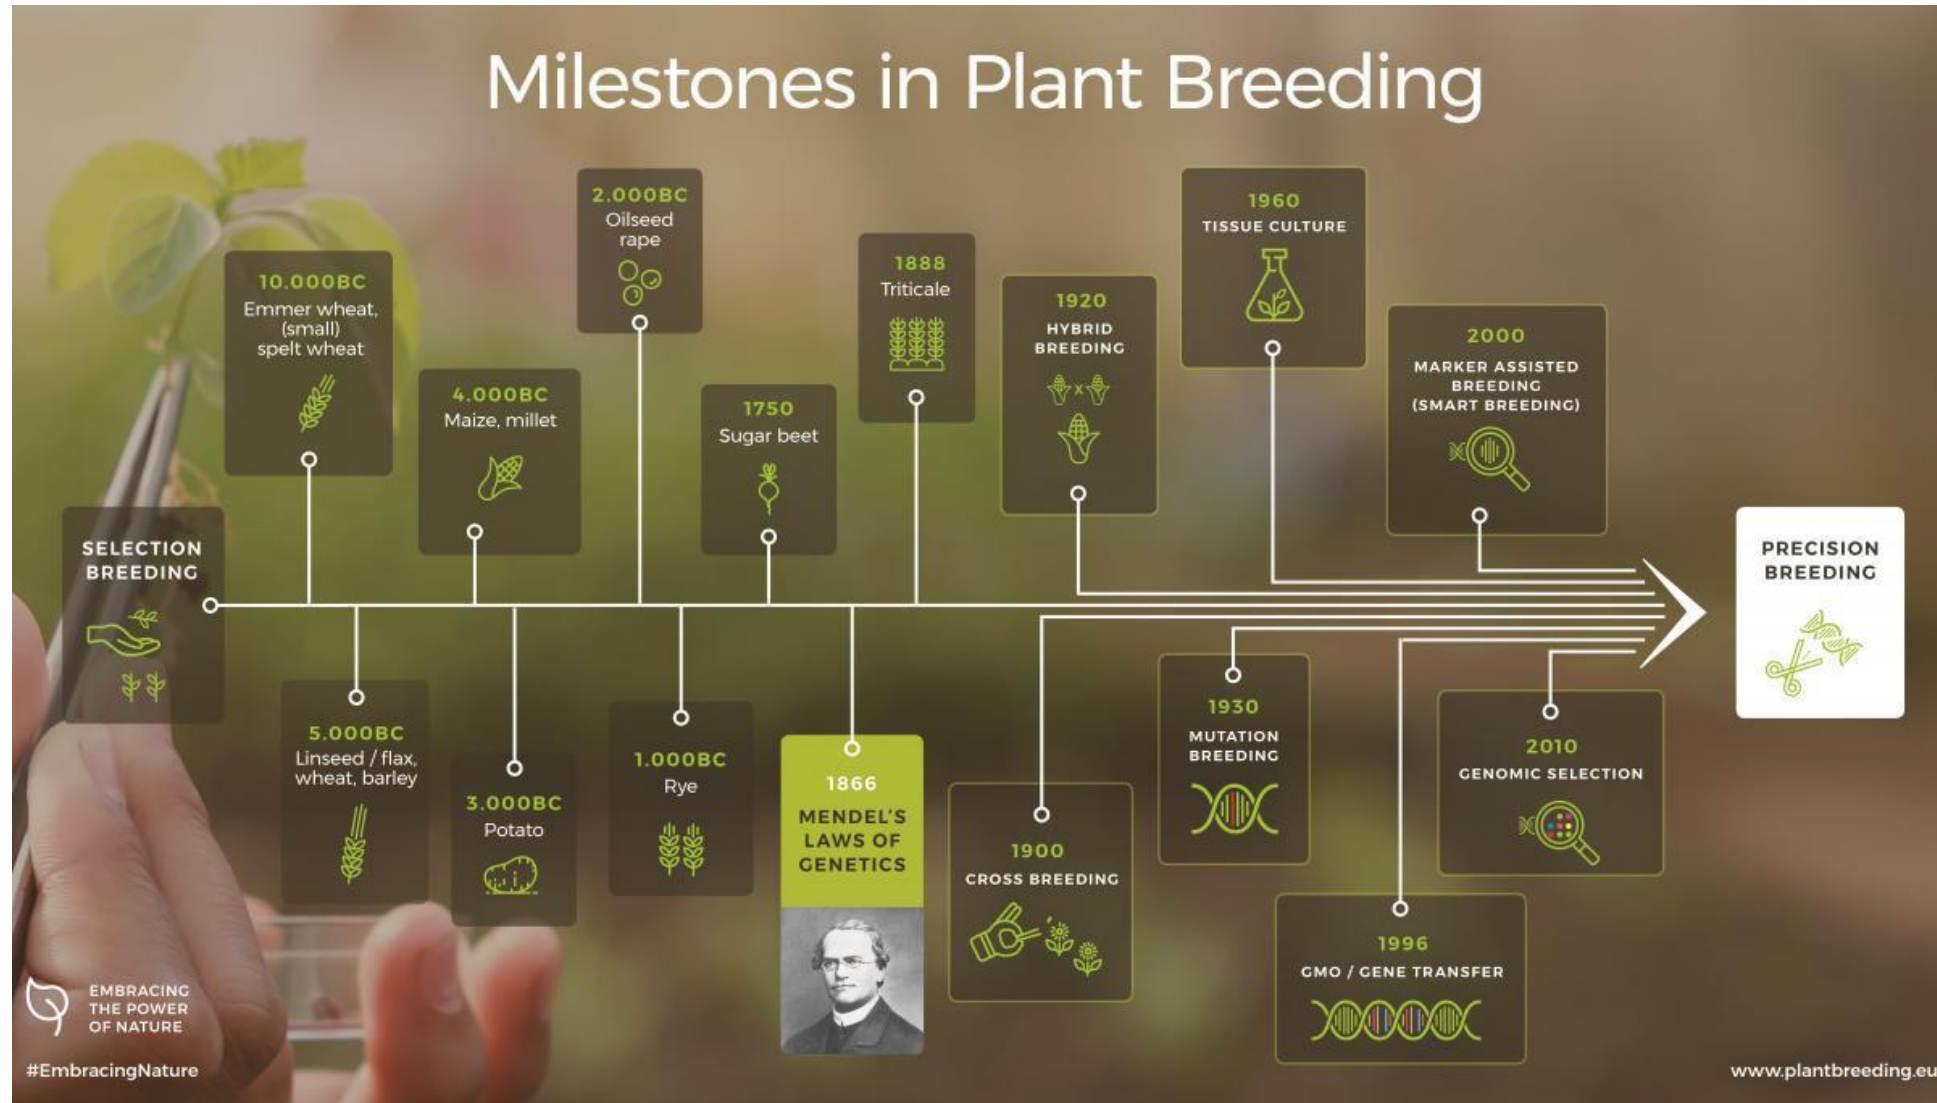 Milestones in Plant Breeding
SELECTION
BREEDING
10.000BC
Emmer wheat,
(small)
spelt wheat
5.000BC
Linseed / flax,
wheat, barley
4.000BC
Maize, millet
3.000BC
Potato
2.000BC
Oilseed
rape
1.000BC
Rye
1750
Sugar beet
1866
MENDEL'S
LAWS OF
GENETICS
1888
Triticale
1900
CROSS BREEDING
1920
HYBRID
BREEDING
1930
MUTATION
BREEDING
1960
TISSUE CULTURE
1996
GMO / GENE TRANSFER
2000
MARKER ASSISTED
BREEDING
(SMART BREEDING)
2010
GENOMIC SELECTION
PRECISION
BREEDING
EMBRACING
THE POWER
OF NATURE
#EmbracingNature
www.plantbreeding.eu